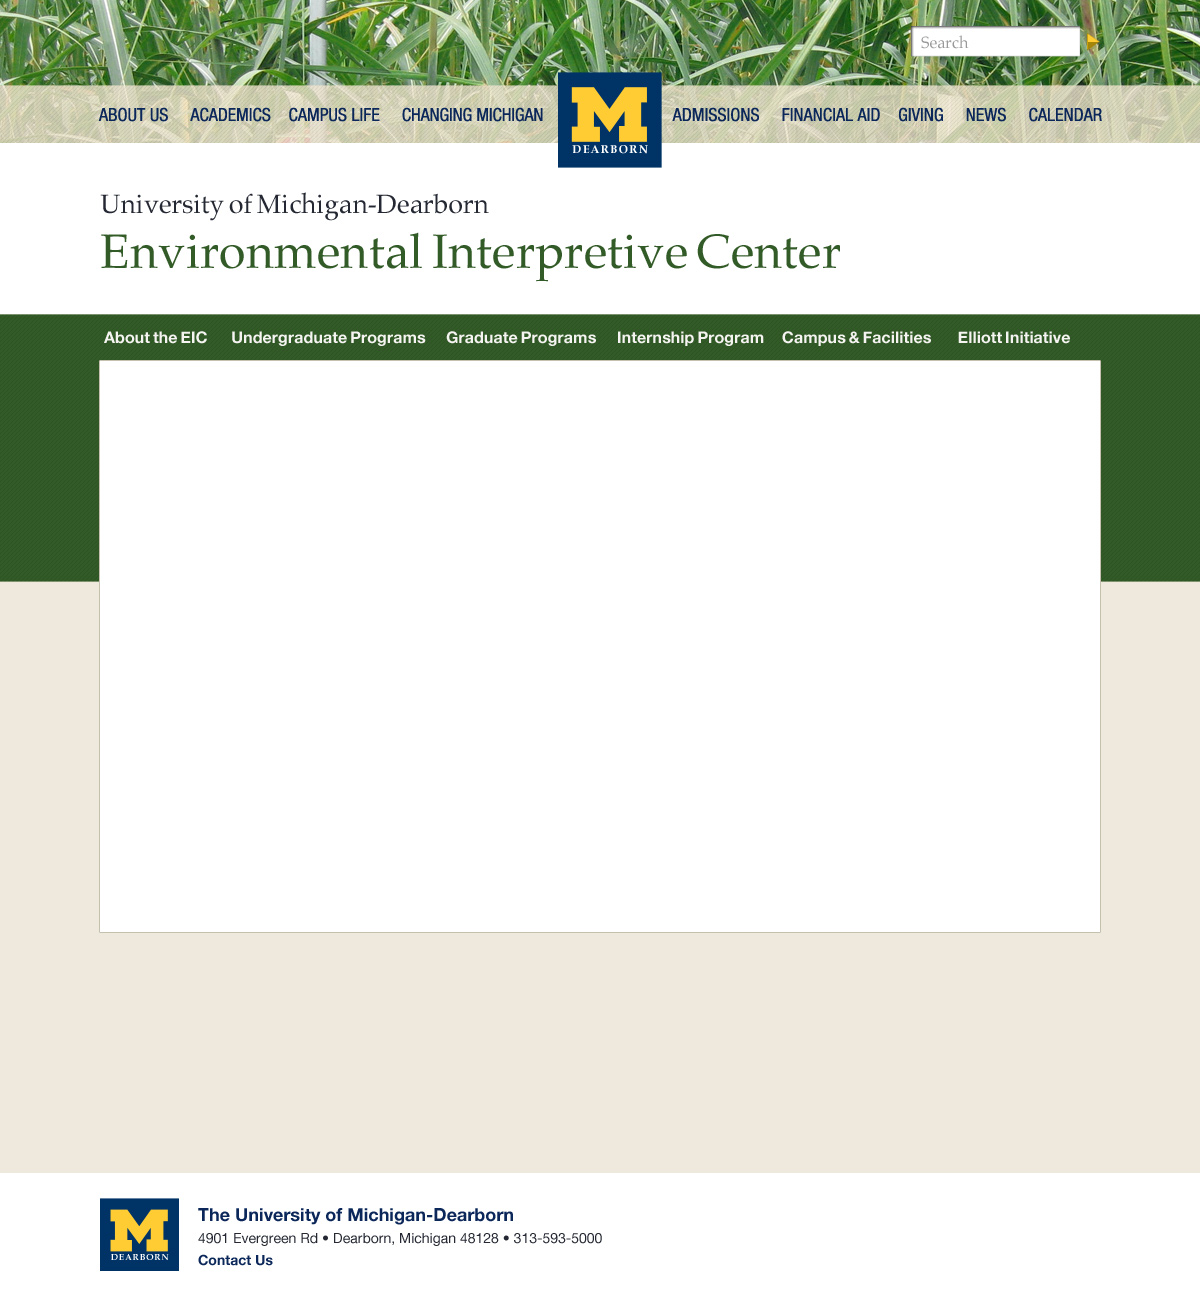 Search
ABOUT US ACADEMICS CAMPUS LIFE CHANGING MICHIGAN M DEARBORN ADMISSIONS FINANCIAL AID GIVING NEWS CALENDAR
University of Michigan-Dearborn
Environmental Interpretive Center
About the EIC Undergraduate Programs Graduate Programs Internship Program Campus & Facilities Elliott Initiative
M
DEARBORN
The University of Michigan-Dearborn
4901 Evergreen Rd • Dearborn, Michigan 48128 • 313-593-5000
Contact Us